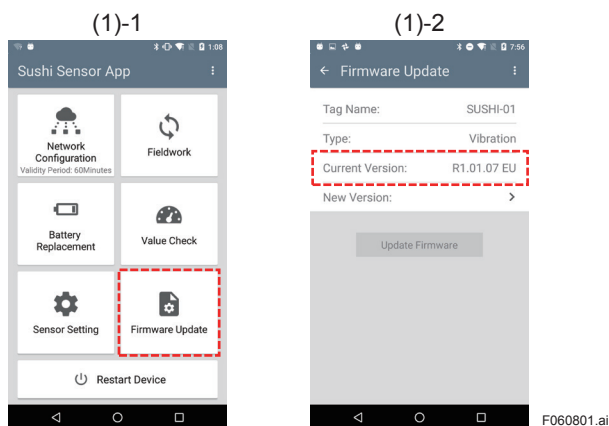 (1)-1
1:08
Sushi Sensor App
Network
Configuration
Validity Period: 60Minutes
Fieldwork
Battery
Replacement
Value Check
Sensor Setting
Firmware Update
Restart Device
(1)-2
7:56
Firmware Update
Tag Name: SUSHI-01
Type: Vibration
Current Version: R1.01.07 EU
New Version:
Update Firmware
F060801.ai